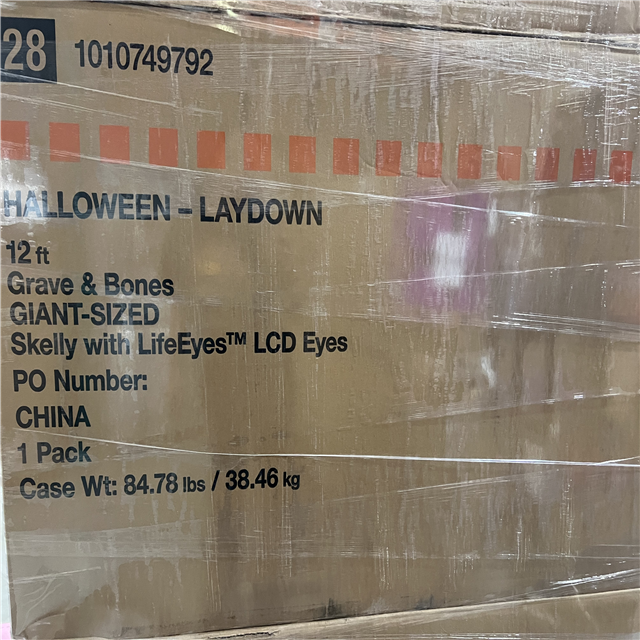 28 1010749792
HALLOWEEN – LAYDOWN
12 ft
Grave & Bones
GIANT-SIZED
Skelly with LifeEyes™ LCD Eyes
PO Number:
CHINA
1 Pack
Case Wt: 84.78 lbs / 38.46 kg